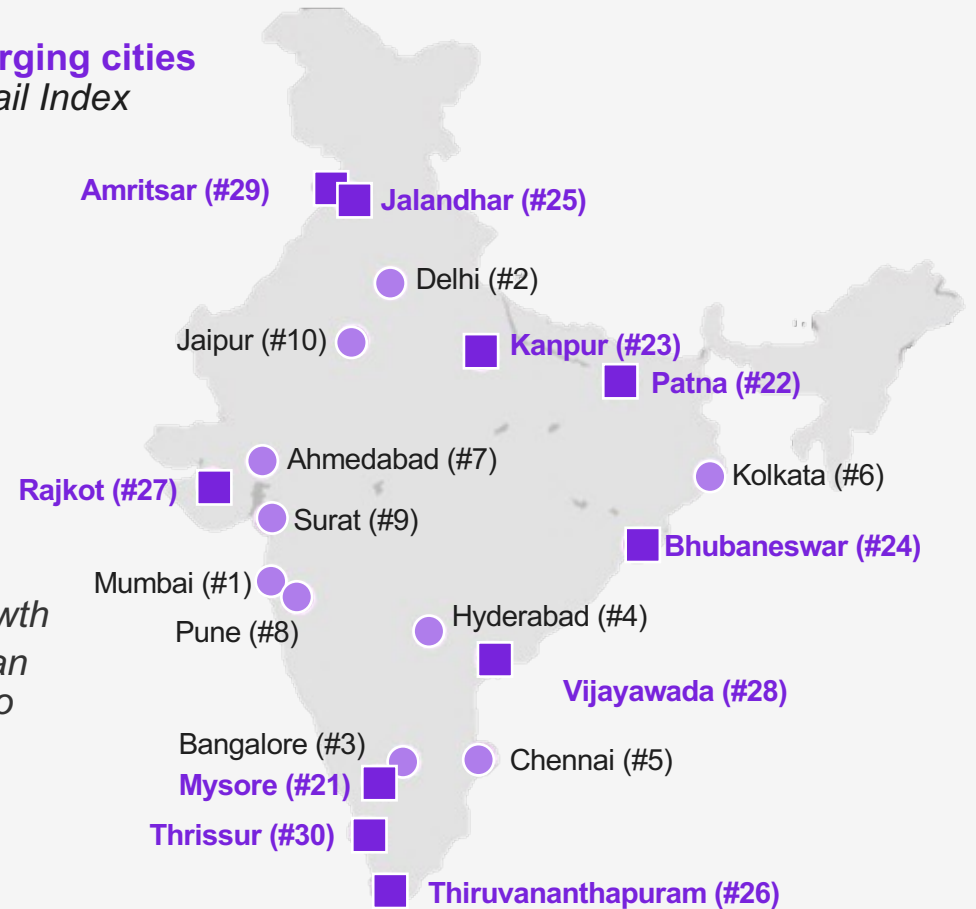 rging cities
ail Index
Amritsar (#29)
Jalandhar (#25)
Delhi (#2)
Jaipur (#10)
Kanpur (#23)
Patna (#22)
Ahmedabad (#7)
Kolkata (#6)
Rajkot (#27)
Surat (#9)
Bhubaneswar (#24)
Mumbai (#1)
wth
Hyderabad (#4)
Pune (#8)
an
Vijayawada (#28)
o
Bangalore (#3)
Chennai (#5)
Mysore (#21)
Thrissur (#30)
Thiruvananthapuram (#26)